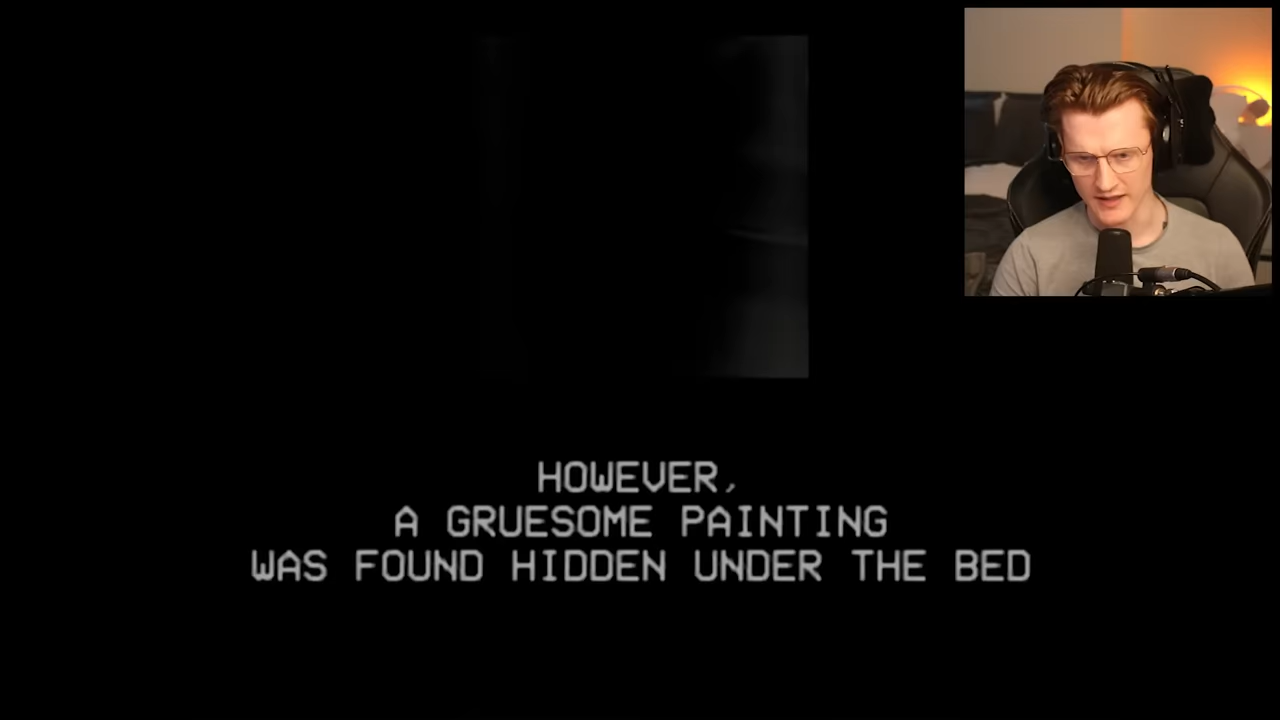 HOWEVER,
A GRUESOME PAINTING
WAS FOUND HIDDEN UNDER THE BED